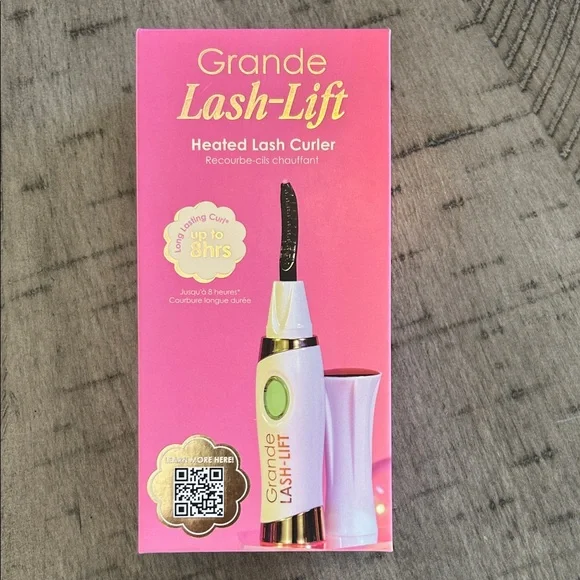 Grande
Lash-Lift
Heated Lash Curler
Recourbe-cils chauffant
Long Lasting Curl*
up to
8hrs
Jusqu'à 8 heures*
Courbure longue durée
Grande
LASH-LIFT
LEARN MORE HERE!